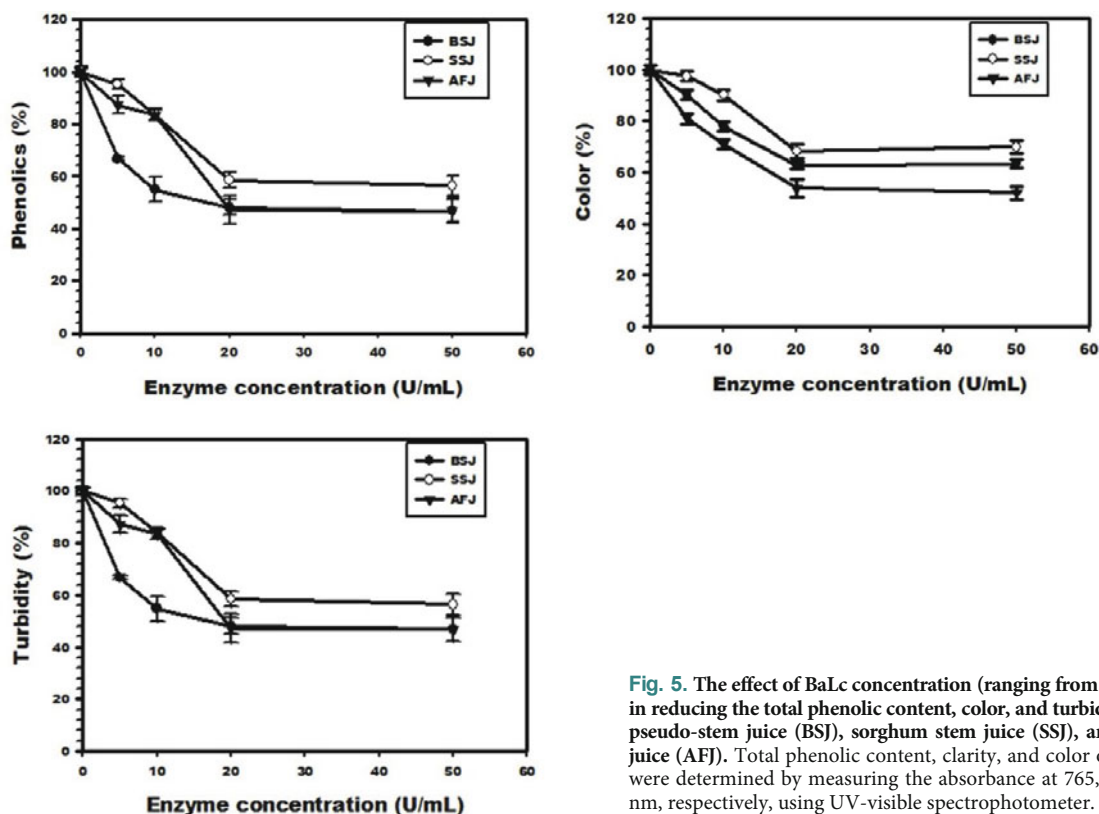 120
100
80
60
40
20
0
Phenolics (%)
BSJ
SSJ
AFJ
0 10 20 30 40 50 60
Enzyme concentration (U/mL)
120
100
80
60
40
20
0
Color (%)
BSJ
SSJ
AFJ
0 10 20 30 40 50 60
Enzyme concentration (U/mL)
120
100
80
60
40
20
0
Turbidity (%)
BSJ
SSJ
AFJ
0 10 20 30 40 50 60
Enzyme concentration (U/mL)
Fig. 5. The effect of BaLc concentration (ranging from
in reducing the total phenolic content, color, and
pseudo-stem juice (BSJ), sorghum stem juice (SSJ),
juice (AFJ). Total phenolic content, clarity, and color
were determined by measuring the absorbance at 765,
nm, respectively, using UV-visible spectrophotometer.